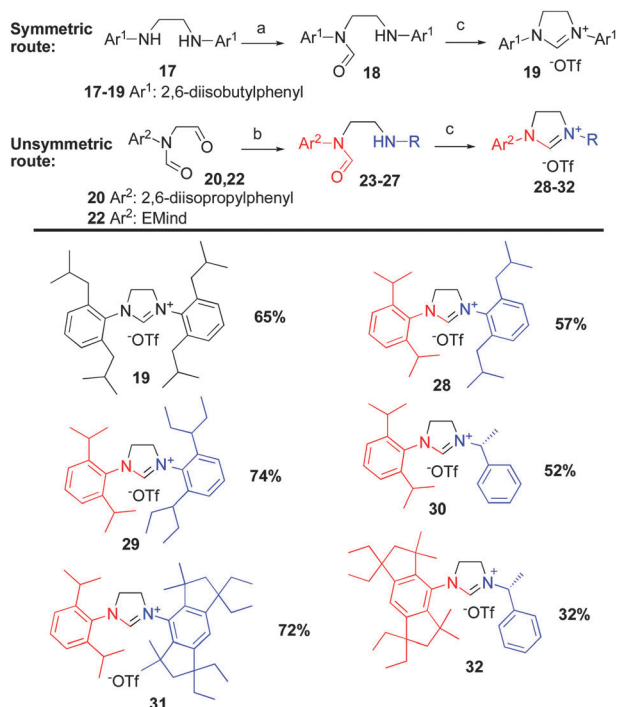 Symmetric route:
Ar1-NH HN-Ar1
17
a
Ar1-N HN-Ar1
O
18
c
Ar1-N N+-Ar1
-OTf
19
17-19 Ar1: 2,6-diisobutylphenyl
Unsymmetric route:
Ar2-N O
O
20,22
b
Ar2-N HN-R
O
23-27
c
Ar2-N N+-R
-OTf
28-32
20 Ar2: 2,6-diisopropylphenyl
22 Ar2: EMind
N N+
-OTf
19
65%
N N+
-OTf
28
57%
N N+
-OTf
29
74%
N N+
-OTf
30
52%
N N+
-OTf
31
72%
N N+
-OTf
32
32%